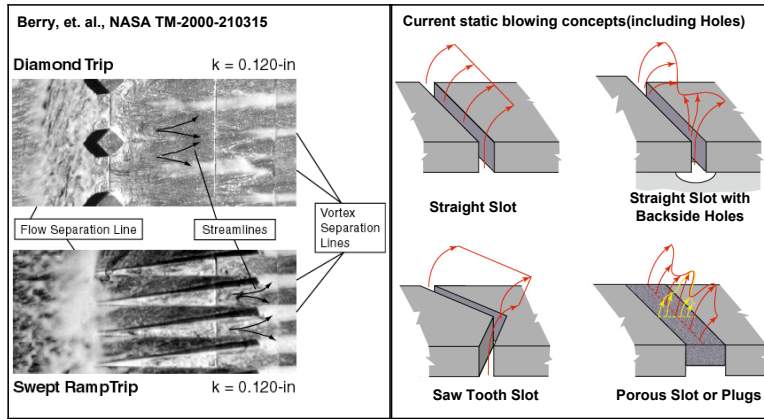 Berry, et. al., NASA TM-2000-210315
Diamond Trip k = 0.120-in
Flow Separation Line
Streamlines
Vortex
Separation
Lines
Swept RampTrip k = 0.120-in
Current static blowing concepts(including Holes)
Straight Slot
Straight Slot with
Backside Holes
Saw Tooth Slot
Porous Slot or Plugs